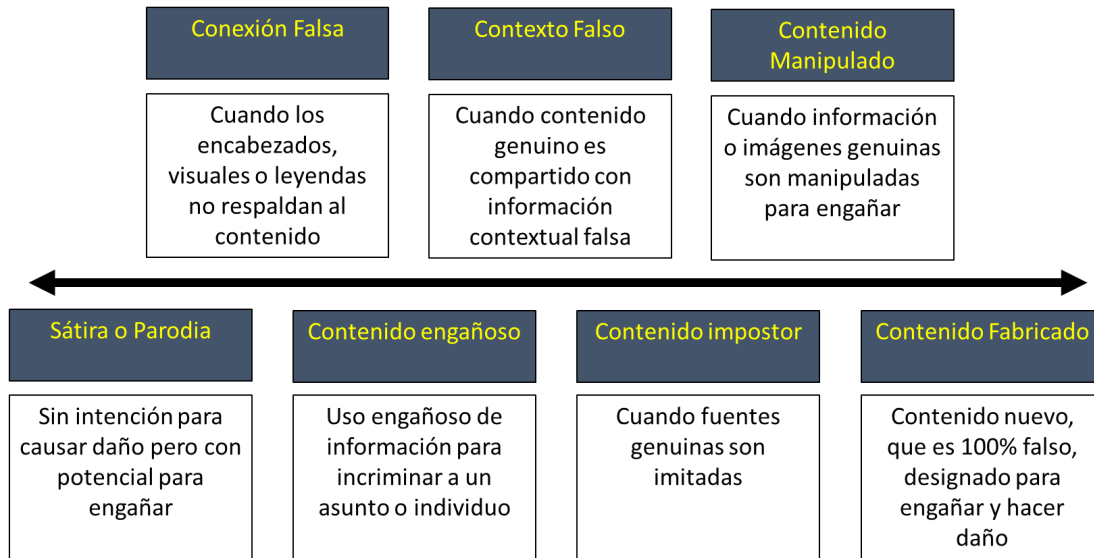 Conexión Falsa
Cuando los
encabezados,
visuales o leyendas
no respaldan al
contenido
Contexto Falso
Cuando contenido
genuino es
compartido con
información
contextual falsa
Contenido
Manipulado
Cuando información
o imágenes genuinas
son manipuladas
para engañar
Sátira o Parodia
Sin intención para
causar daño pero con
potencial para
engañar
Contenido engañoso
Uso engañoso de
información para
incriminar a un
asunto o individuo
Contenido impostor
Cuando fuentes
genuinas son
imitadas
Contenido Fabricado
Contenido nuevo,
que es 100% falso,
designado para
engañar y hacer
daño